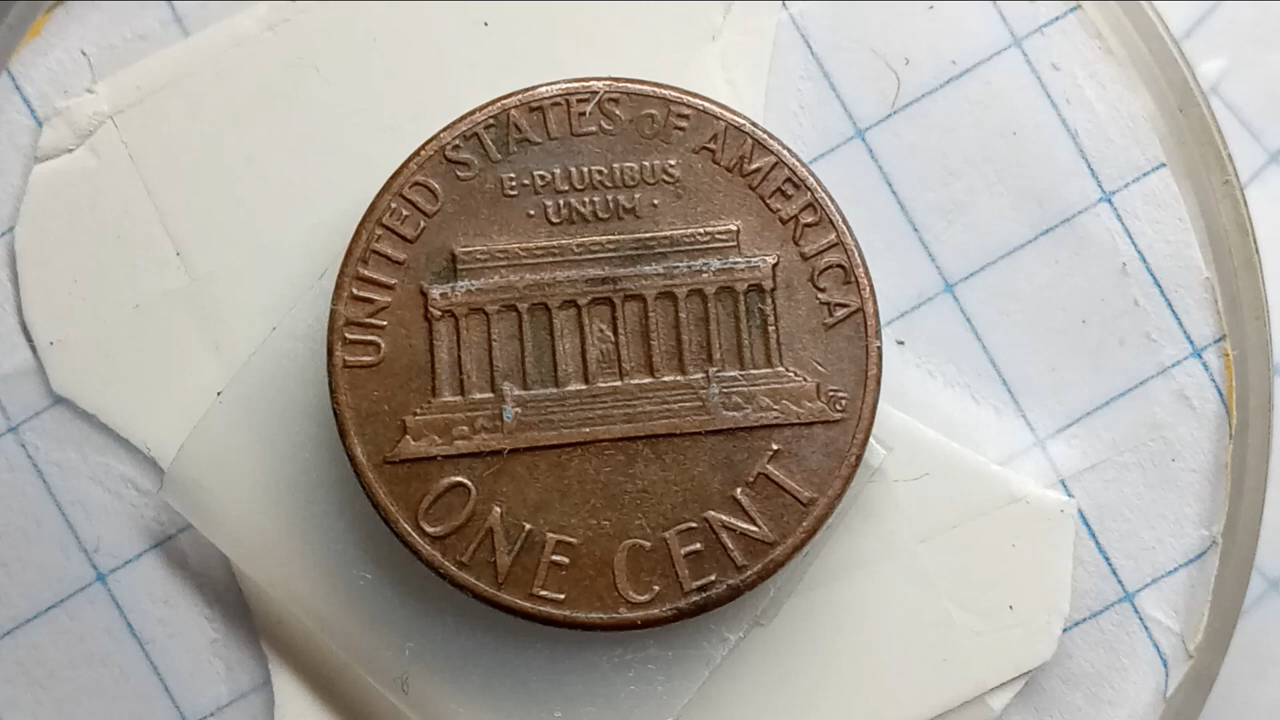 UNITED STATES OF AMERICA
E·PLURIBUS
·UNUM·
ONE CENT